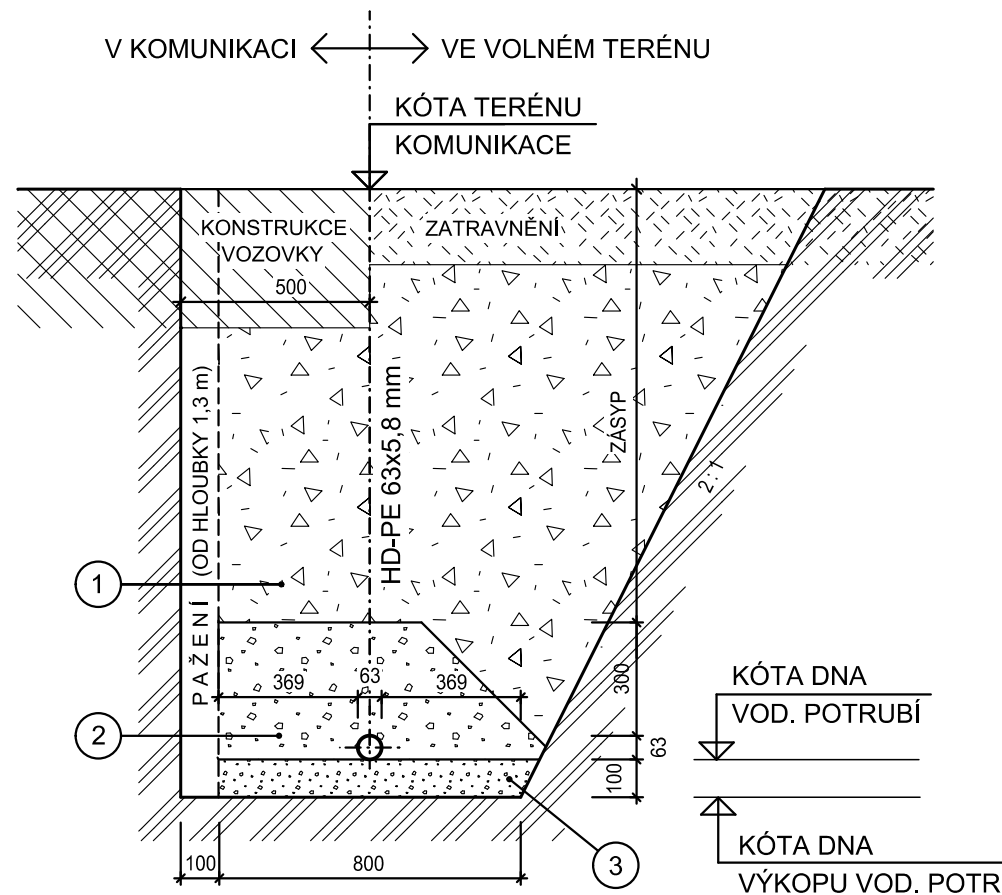 V KOMUNIKACI
VE VOLNÉM TERÉNU
KÓTA TERÉNU
KOMUNIKACE
KONSTRUKCE
VOZOVKY
ZATRAVNĚNÍ
500
PAŽENÍ (OD HLOUBKY 1,3 m)
HD-PE 63x5,8 mm
ZÁSYP
2:1
1
369
63
369
300
KÓTA DNA
VOD. POTRUBÍ
2
63
100
3
100
800
KÓTA DNA
VÝKOPU VOD. POTR